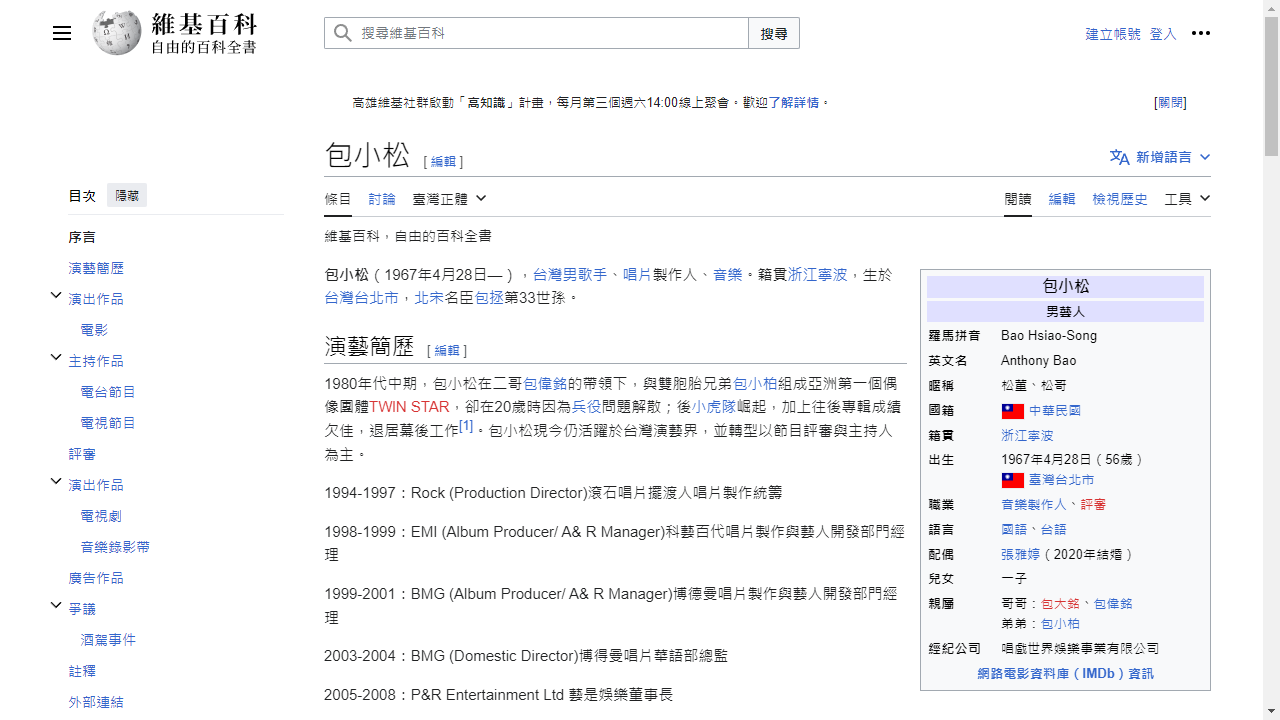 維基百科
自由的百科全書
搜尋維基百科
搜尋
建立帳號 登入
高雄維基社群啟動「高知識」計畫，每月第三個週六14:00線上聚會。歡迎了解詳情。
[關閉]
包小松 [編輯]
新增語言
目次 隱藏
條目 討論 臺灣正體
閱讀 編輯 檢視歷史 工具
序言
演藝簡歷
演出作品
電影
主持作品
電台節目
電視節目
評審
演出作品
電視劇
音樂錄影帶
廣告作品
爭議
酒駕事件
註釋
外部連結
維基百科，自由的百科全書
包小松（1967年4月28日—），台灣男歌手、唱片製作人、音樂。籍貫浙江寧波，生於
台灣台北市，北宋名臣包拯第33世孫。
演藝簡歷 [編輯]
1980年代中期，包小松在二哥包偉銘的帶領下，與雙胞胎兄弟包小柏組成亞洲第一個偶
像團體TWIN STAR，卻在20歲時因為兵役問題解散；後小虎隊崛起，加上往後專輯成績
欠佳，退居幕後工作[1]。包小松現今仍活躍於台灣演藝界，並轉型以節目評審與主持人
為主。
1994-1997：Rock (Production Director)滾石唱片擺渡人唱片製作統籌
1998-1999：EMI (Album Producer/ A& R Manager)科藝百代唱片製作與藝人開發部門經
理
1999-2001：BMG (Album Producer/ A& R Manager)博德曼唱片製作與藝人開發部門經
理
2003-2004：BMG (Domestic Director)博得曼唱片華語部總監
2005-2008：P&R Entertainment Ltd 藝是娛樂董事長
包小松
男藝人
羅馬拼音 Bao Hsiao-Song
英文名 Anthony Bao
暱稱 松董、松哥
國籍 中華民國
籍貫 浙江寧波
出生 1967年4月28日（56歲）
臺灣台北市
職業 音樂製作人、評審
語言 國語、台語
配偶 張雅婷（2020年結婚）
兒女 一子
親屬 哥哥：包大銘、包偉銘
弟弟：包小柏
經紀公司 唱戲世界娛樂事業有限公司
網路電影資料庫（IMDb）資訊